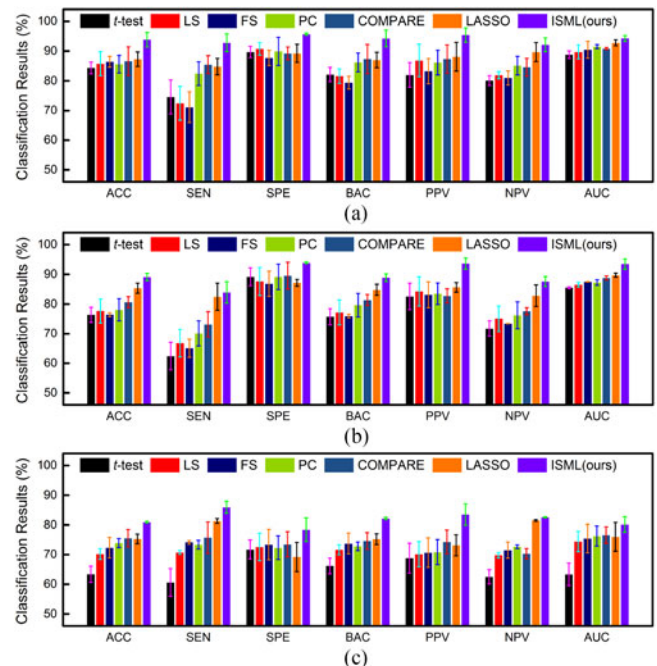 t-test LS FS PC COMPARE LASSO ISML(ours)
Classification Results (%)
100
90
80
70
60
50
ACC SEN SPE BAC PPV NPV AUC
(a)
t-test LS FS PC COMPARE LASSO ISML(ours)
Classification Results (%)
100
90
80
70
60
50
ACC SEN SPE BAC PPV NPV AUC
(b)
t-test LS FS PC COMPARE LASSO ISML(ours)
Classification Results (%)
100
90
80
70
60
50
ACC SEN SPE BAC PPV NPV AUC
(c)